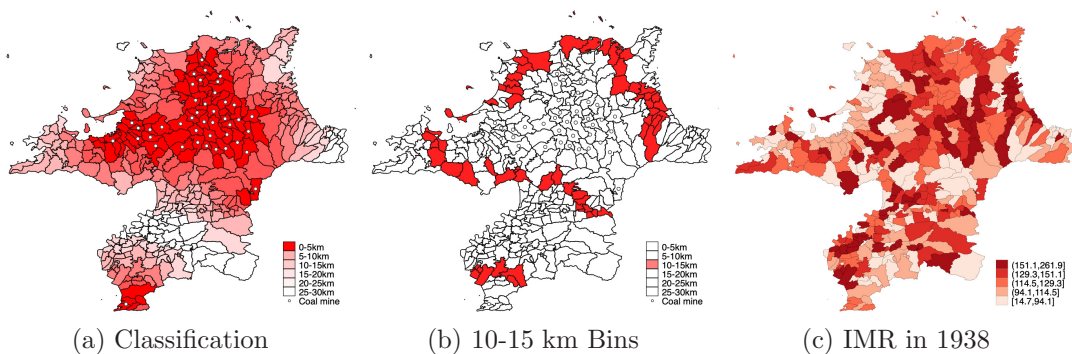 0-5km
5-10km
10-15km
15-20km
20-25km
25-30km
Coal mine
0-5km
5-10km
10-15km
15-20km
20-25km
25-30km
Coal mine
(151.1,261.9]
(129.3,151.1]
(114.5,129.3]
(94.1,114.5]
[14.7,94.1]
(a) Classification
(b) 10-15 km Bins
(c) IMR in 1938